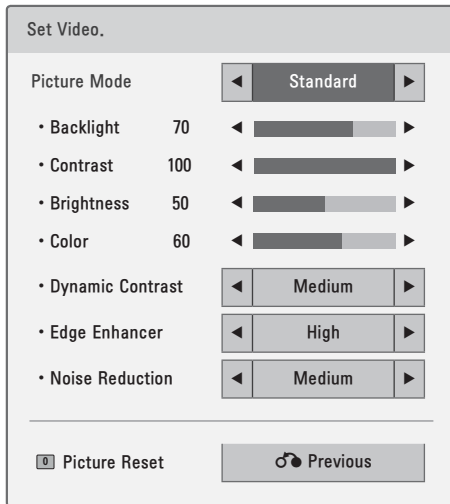 Set Video.
Picture Mode Standard
• Backlight 70
• Contrast 100
• Brightness 50
• Color 60
• Dynamic Contrast Medium
• Edge Enhancer High
• Noise Reduction Medium
0 Picture Reset Previous